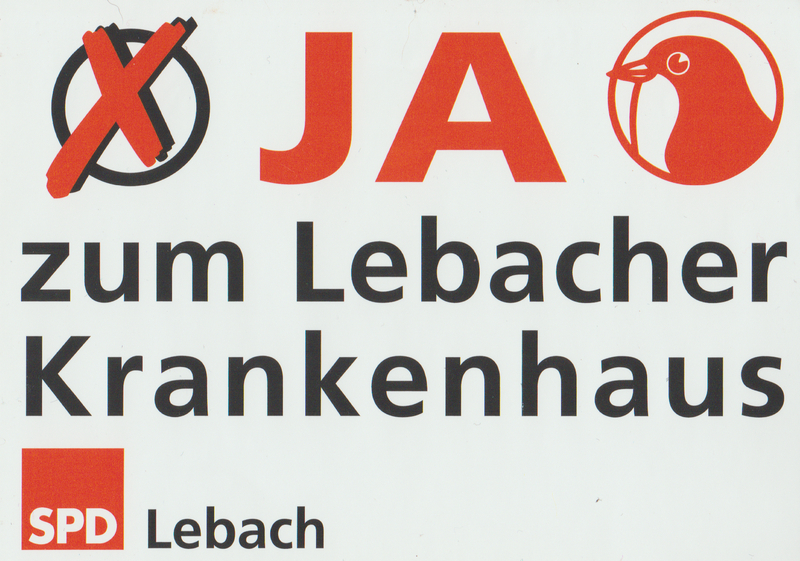 JA
zum Lebacher
Krankenhaus
SPD Lebach